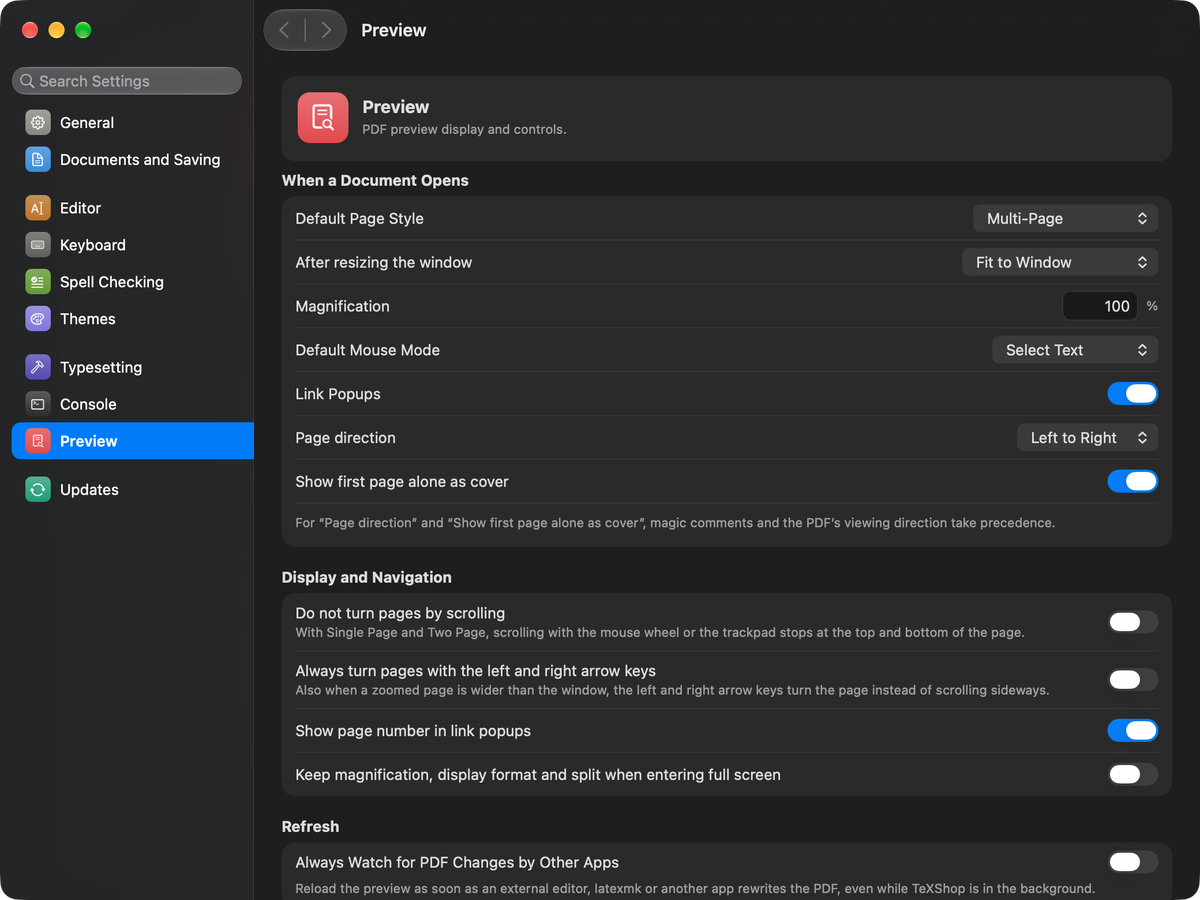 Preview
Search Settings
General
Documents and Saving
Editor
Keyboard
Spell Checking
Themes
Typesetting
Console
Preview
Updates
Preview
PDF preview display and controls.
When a Document Opens
Default Page Style
Multi-Page
After resizing the window
Fit to Window
Magnification
100 %
Default Mouse Mode
Select Text
Link Popups
Page direction
Left to Right
Show first page alone as cover
For “Page direction” and “Show first page alone as cover”, magic comments and the PDF’s viewing direction take precedence.
Display and Navigation
Do not turn pages by scrolling
With Single Page and Two Page, scrolling with the mouse wheel or the trackpad stops at the top and bottom of the page.
Always turn pages with the left and right arrow keys
Also when a zoomed page is wider than the window, the left and right arrow keys turn the page instead of scrolling sideways.
Show page number in link popups
Keep magnification, display format and split when entering full screen
Refresh
Always Watch for PDF Changes by Other Apps
Reload the preview as soon as an external editor, latexmk or another app rewrites the PDF, even while TeXShop is in the background.